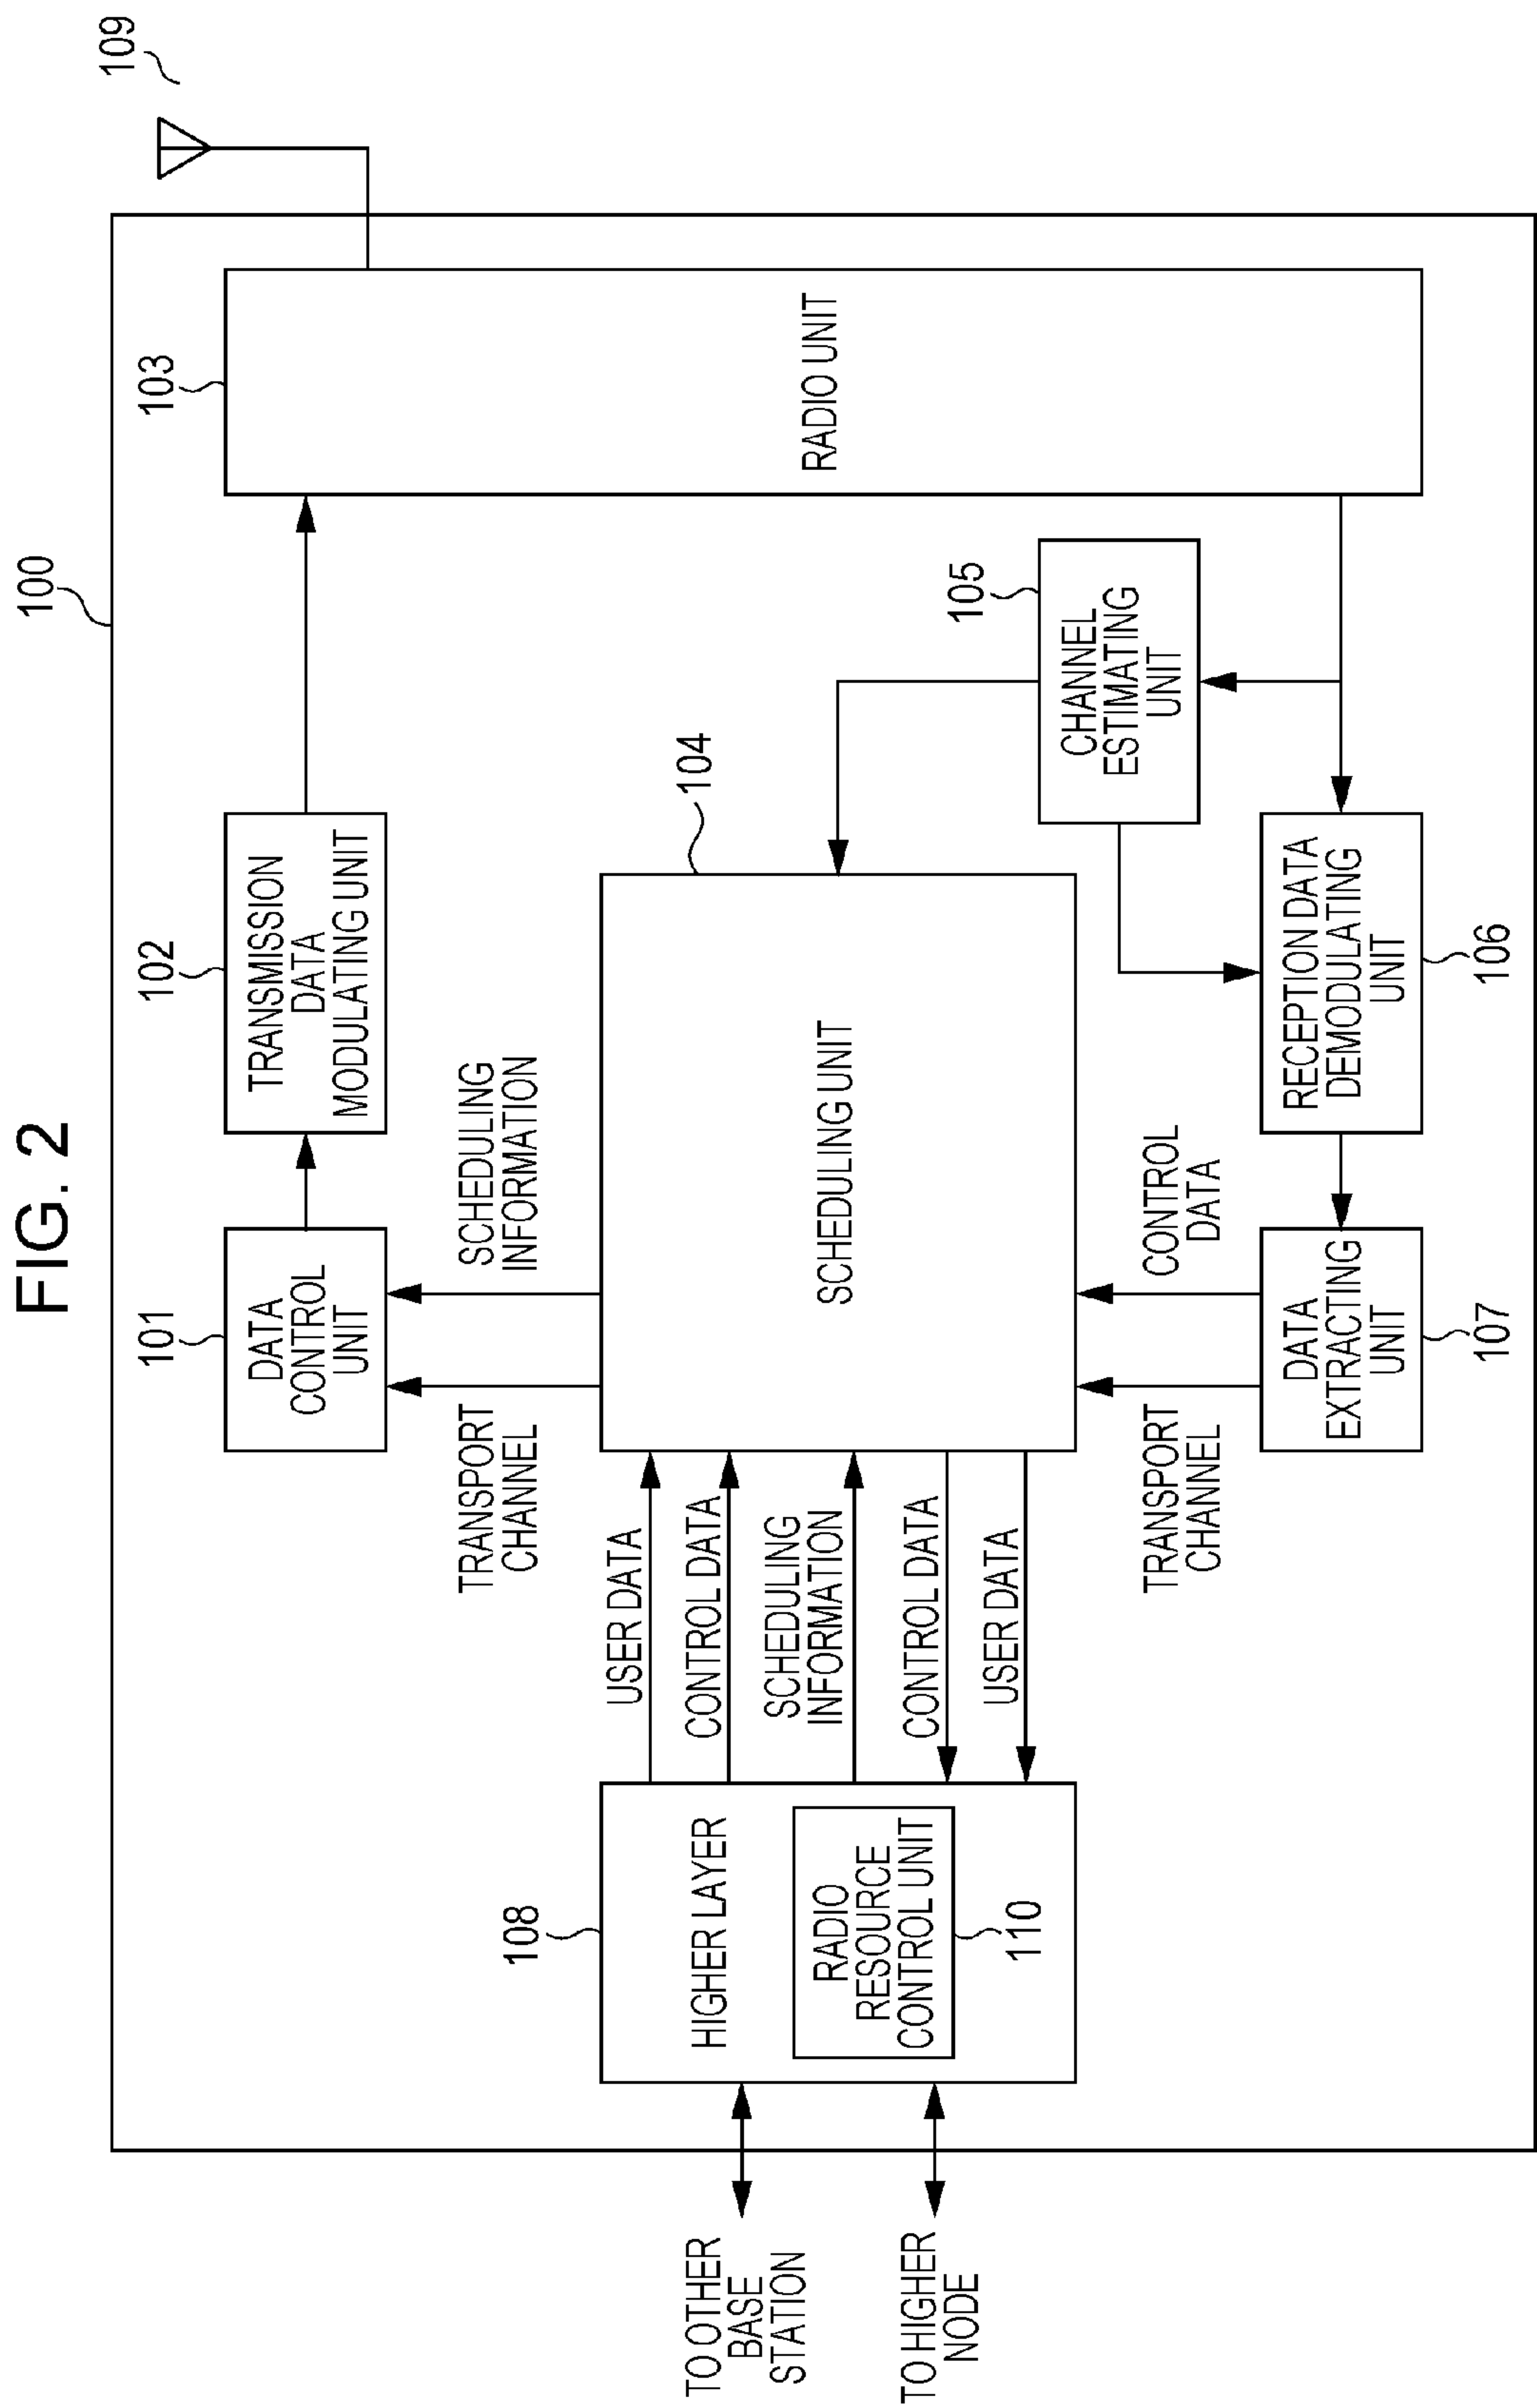 FIG. 2
100
109
101
102
103
DATA
CONTROL
UNIT
TRANSMISSION
DATA
MODULATING UNIT
RADIO UNIT
TRANSPORT
CHANNEL
SCHEDULING
INFORMATION
104
108
HIGHER LAYER
RADIO
RESOURCE
CONTROL UNIT
110
USER DATA
CONTROL DATA
SCHEDULING
INFORMATION
CONTROL DATA
USER DATA
SCHEDULING UNIT
TO OTHER
BASE
STATION
TO HIGHER
NODE
105
CHANNEL
ESTIMATING
UNIT
TRANSPORT
CHANNEL
CONTROL
DATA
DATA
EXTRACTING
UNIT
107
RECEPTION DATA
DEMODULATING
UNIT
106